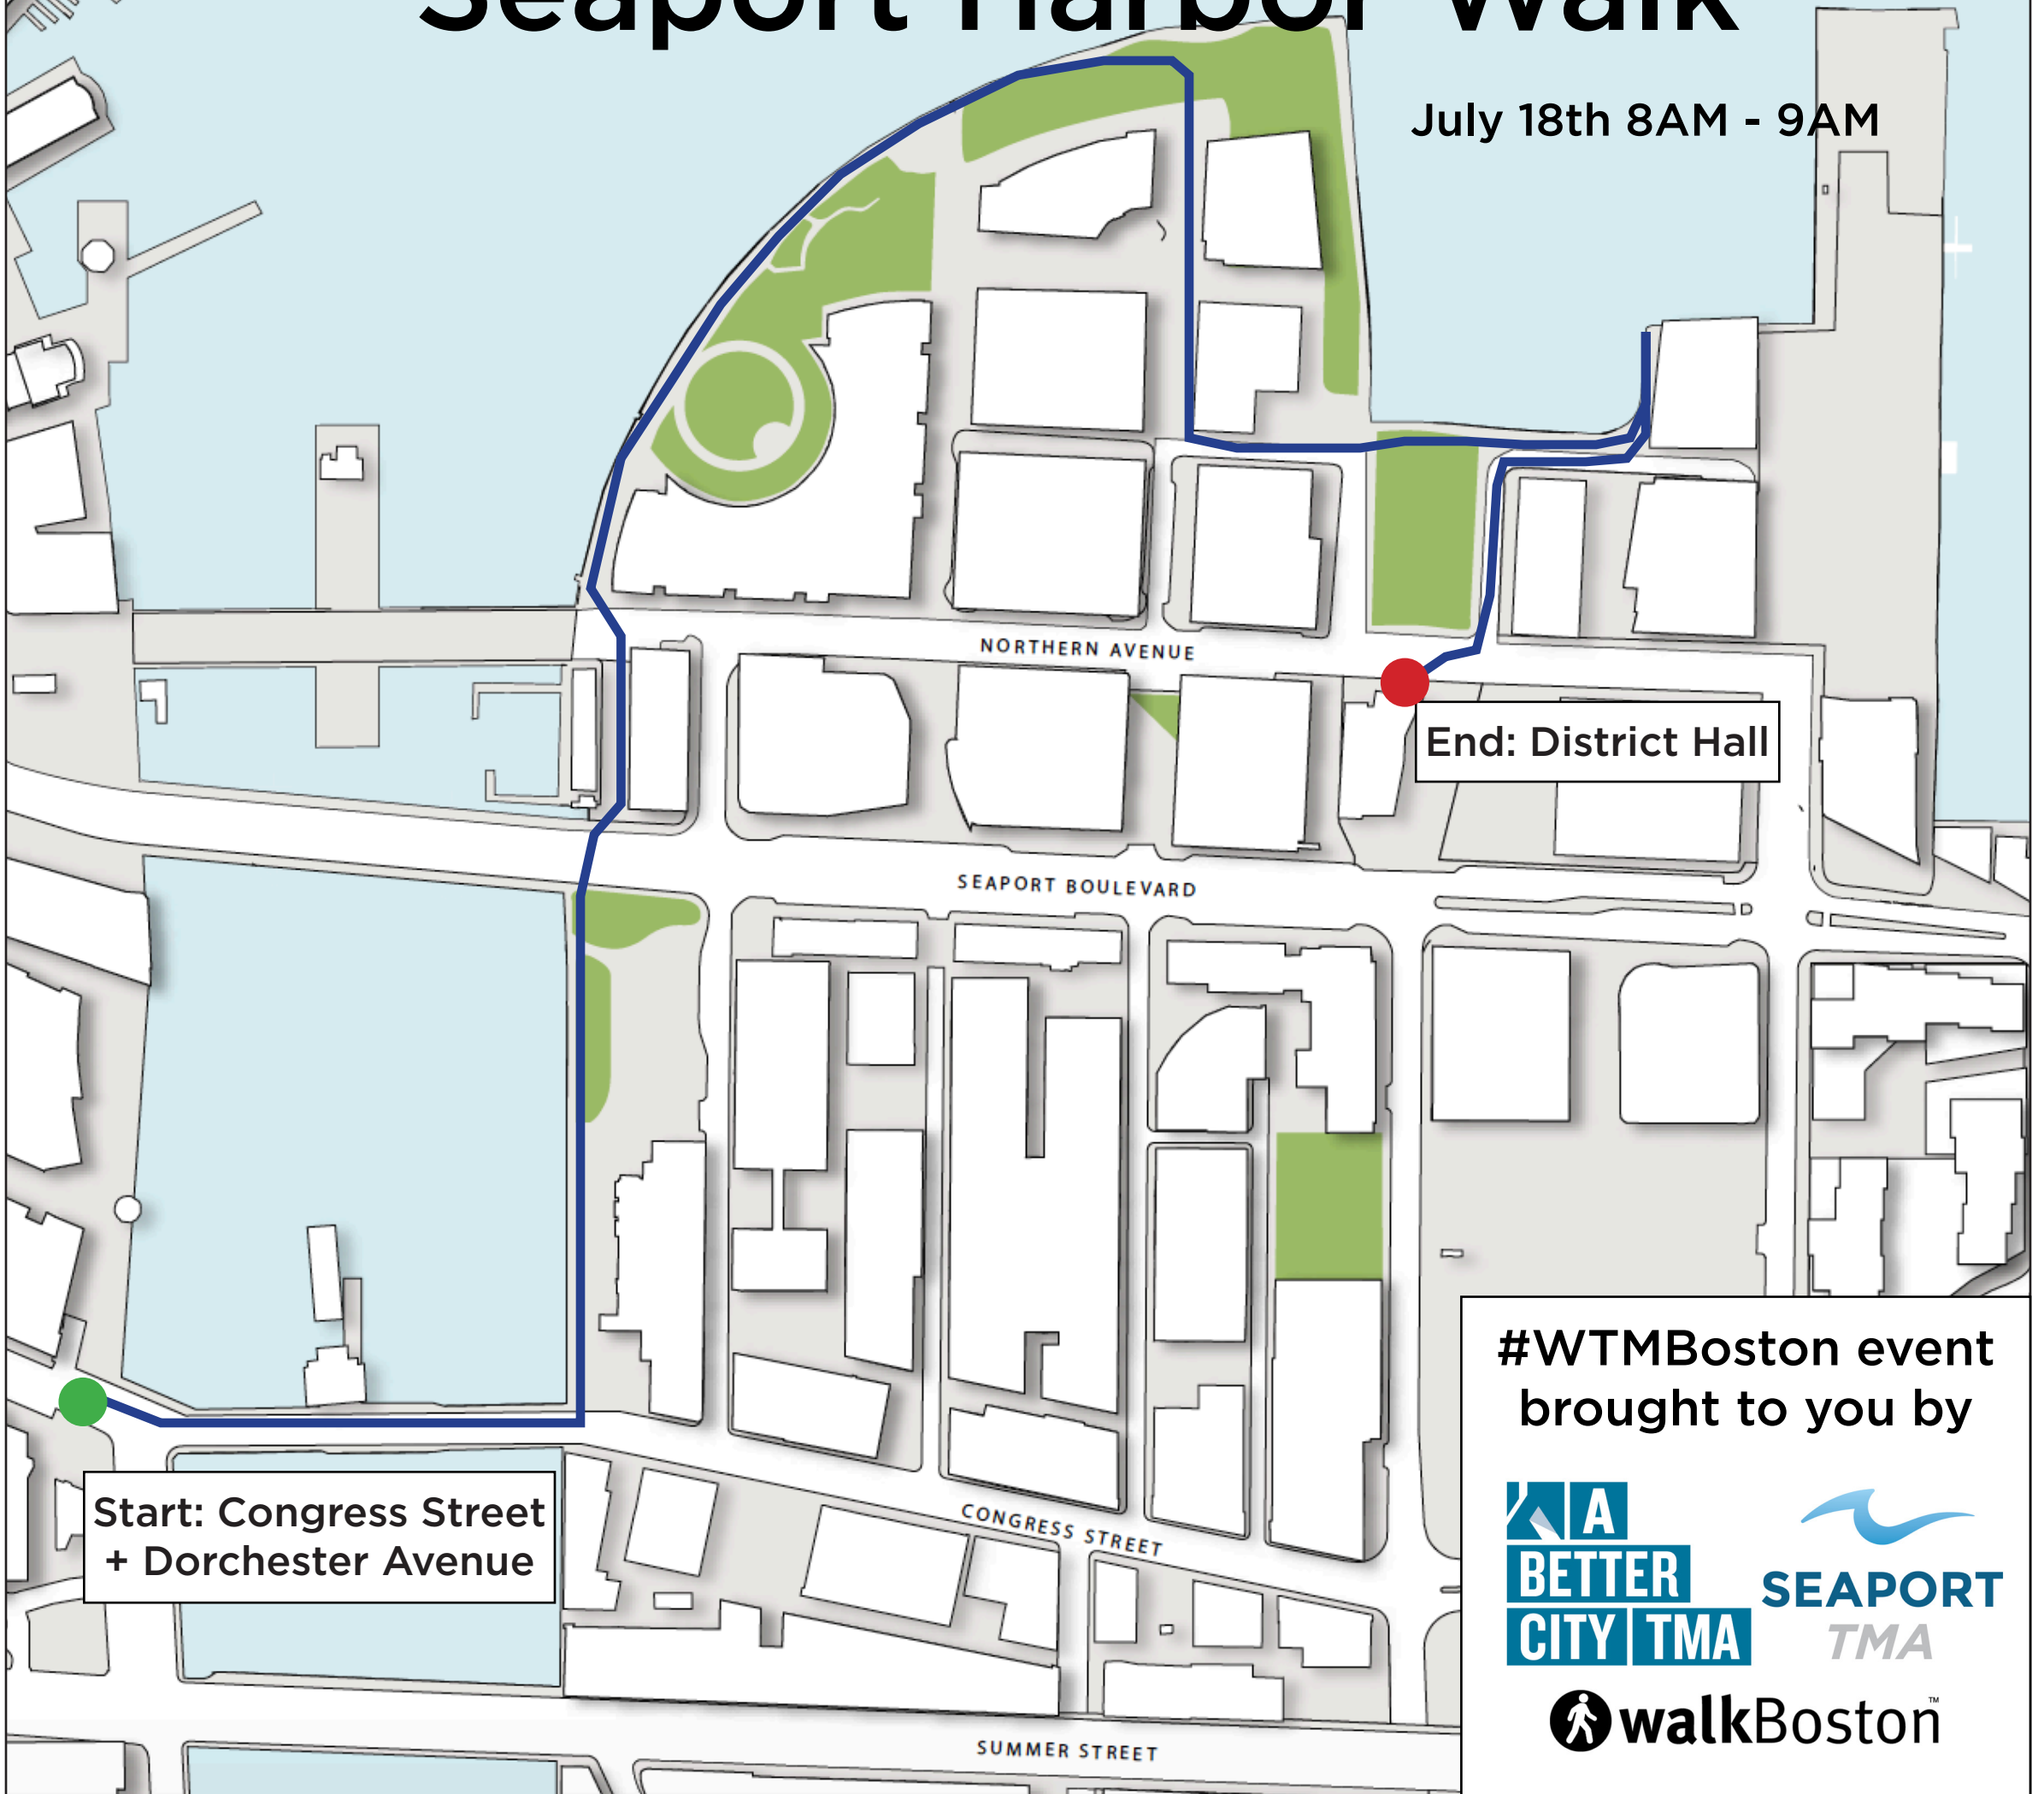 Seaport Harbor Walk
July 18th 8AM - 9AM
NORTHERN AVENUE
End: District Hall
SEAPORT BOULEVARD
Start: Congress Street
+ Dorchester Avenue
CONGRESS STREET
SUMMER STREET
#WTMBoston event
brought to you by
A
BETTER
CITY TMA
SEAPORT
TMA
walkBoston™